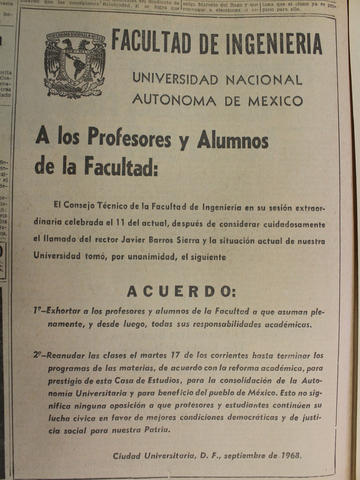 FACULTAD DE INGENIERIA
UNIVERSIDAD NACIONAL
AUTONOMA DE MEXICO
A los Profesores y Alumnos
de la Facultad:
El Consejo Técnico de la Facultad de Ingeniería en su sesión extraor-
dinaria celebrada el 11 del actual, después de considerar cuidadosamente
el llamado del rector Javier Barros Sierra y la situación actual de nuestra
Universidad tomó, por unanimidad, el siguiente
ACUERDO:
1º—Exhortar a los profesores y alumnos de la Facultad a que asuman ple-
namente, y desde luego, todas sus responsabilidades académicas.
2º—Reanudar las clases el martes 17 de los corrientes hasta terminar los
programas de las materias, de acuerdo con la reforma académica, para
prestigio de esta Casa de Estudios, para la consolidación de la Auto-
nomía Universitaria y para beneficio del pueblo de México. Esto no sig-
nifica ninguna oposición a que profesores y estudiantes continúen su
lucha cívica en favor de mejores condiciones democráticas y de justi-
cia social para nuestra Patria.
Ciudad Universitaria, D. F., septiembre de 1968.